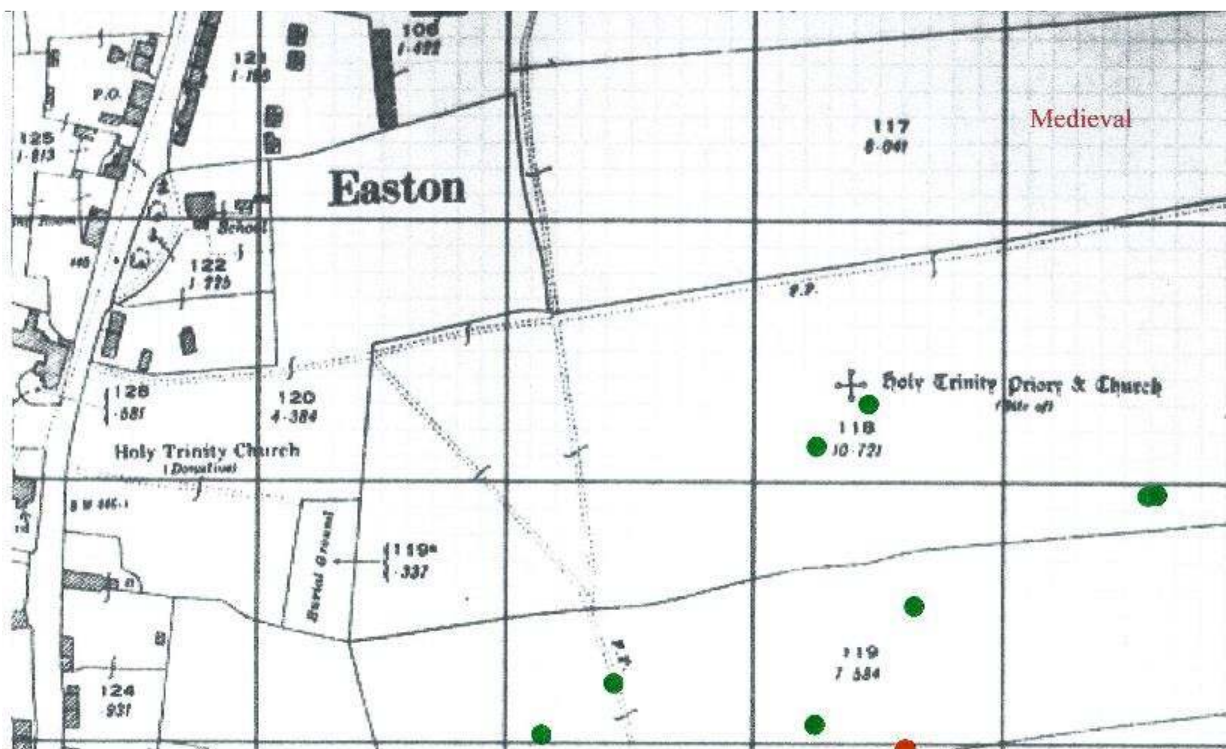 106
1·422
121
P.O.
117
8·041
Medieval
125
1·813
Easton
School
122
1·225
F.P.
Holy Trinity Priory & Church
(Site of)
118
10·721
126
·581
120
4·384
Holy Trinity Church
(Donative)
119a
·337
Burial Ground
119
7·584
F.P.
124
·931